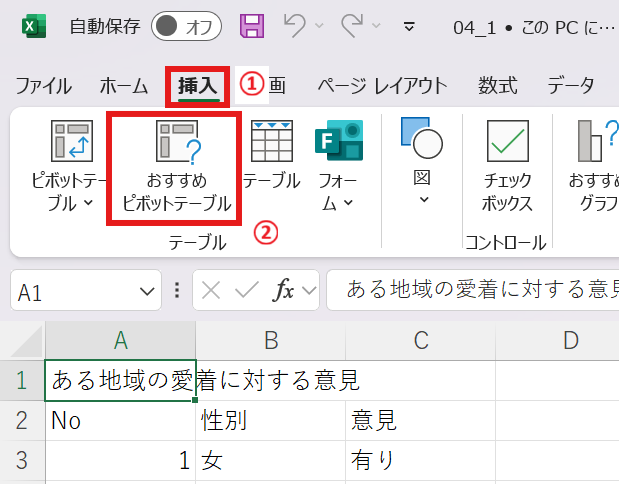 自動保存 オフ 04_1 • この PC に…
ファイル ホーム 挿入 ① 画 ページ レイアウト 数式 データ
ピボットテー
ブル
おすすめ
ピボットテーブル
テーブル
フォー
ム
図
チェック
ボックス
おすすめ
グラフ
②
テーブル
コントロール
A1 fx ある地域の愛着に対する意見
A B C D
1 ある地域の愛着に対する意見
2 No 性別 意見
3 1 女 有り